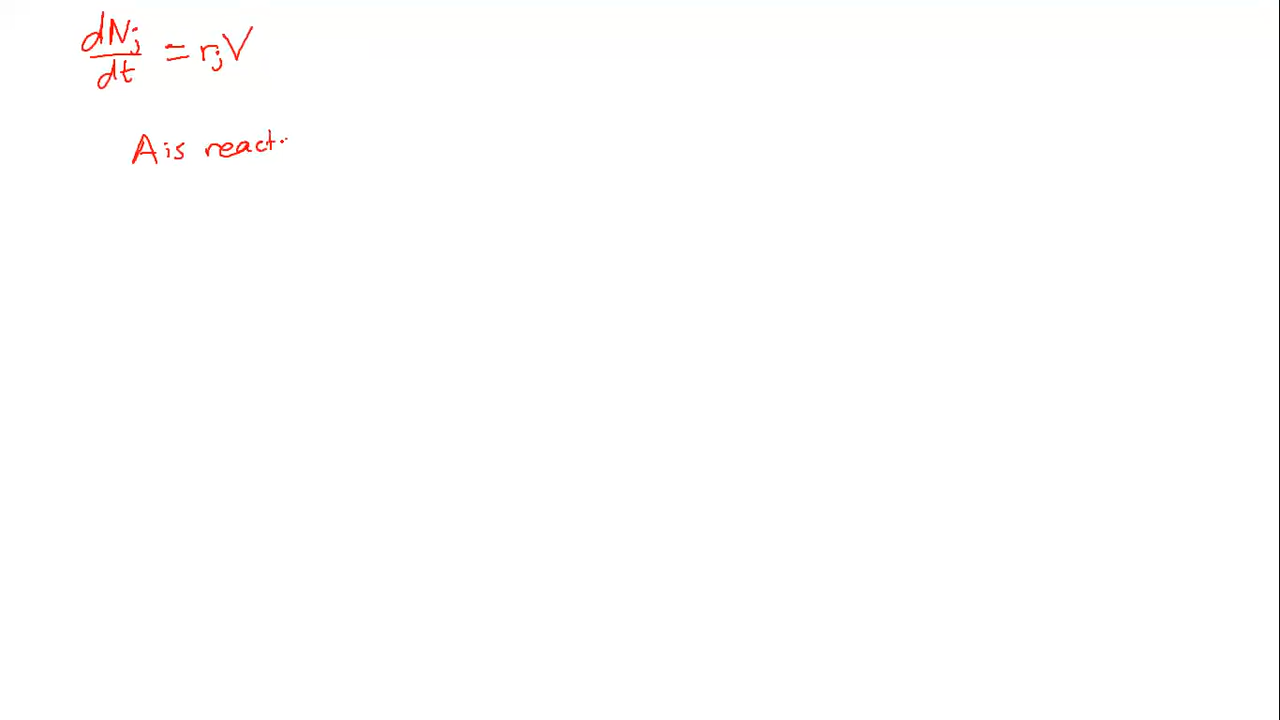 dNj/dt = rjV
A is react.